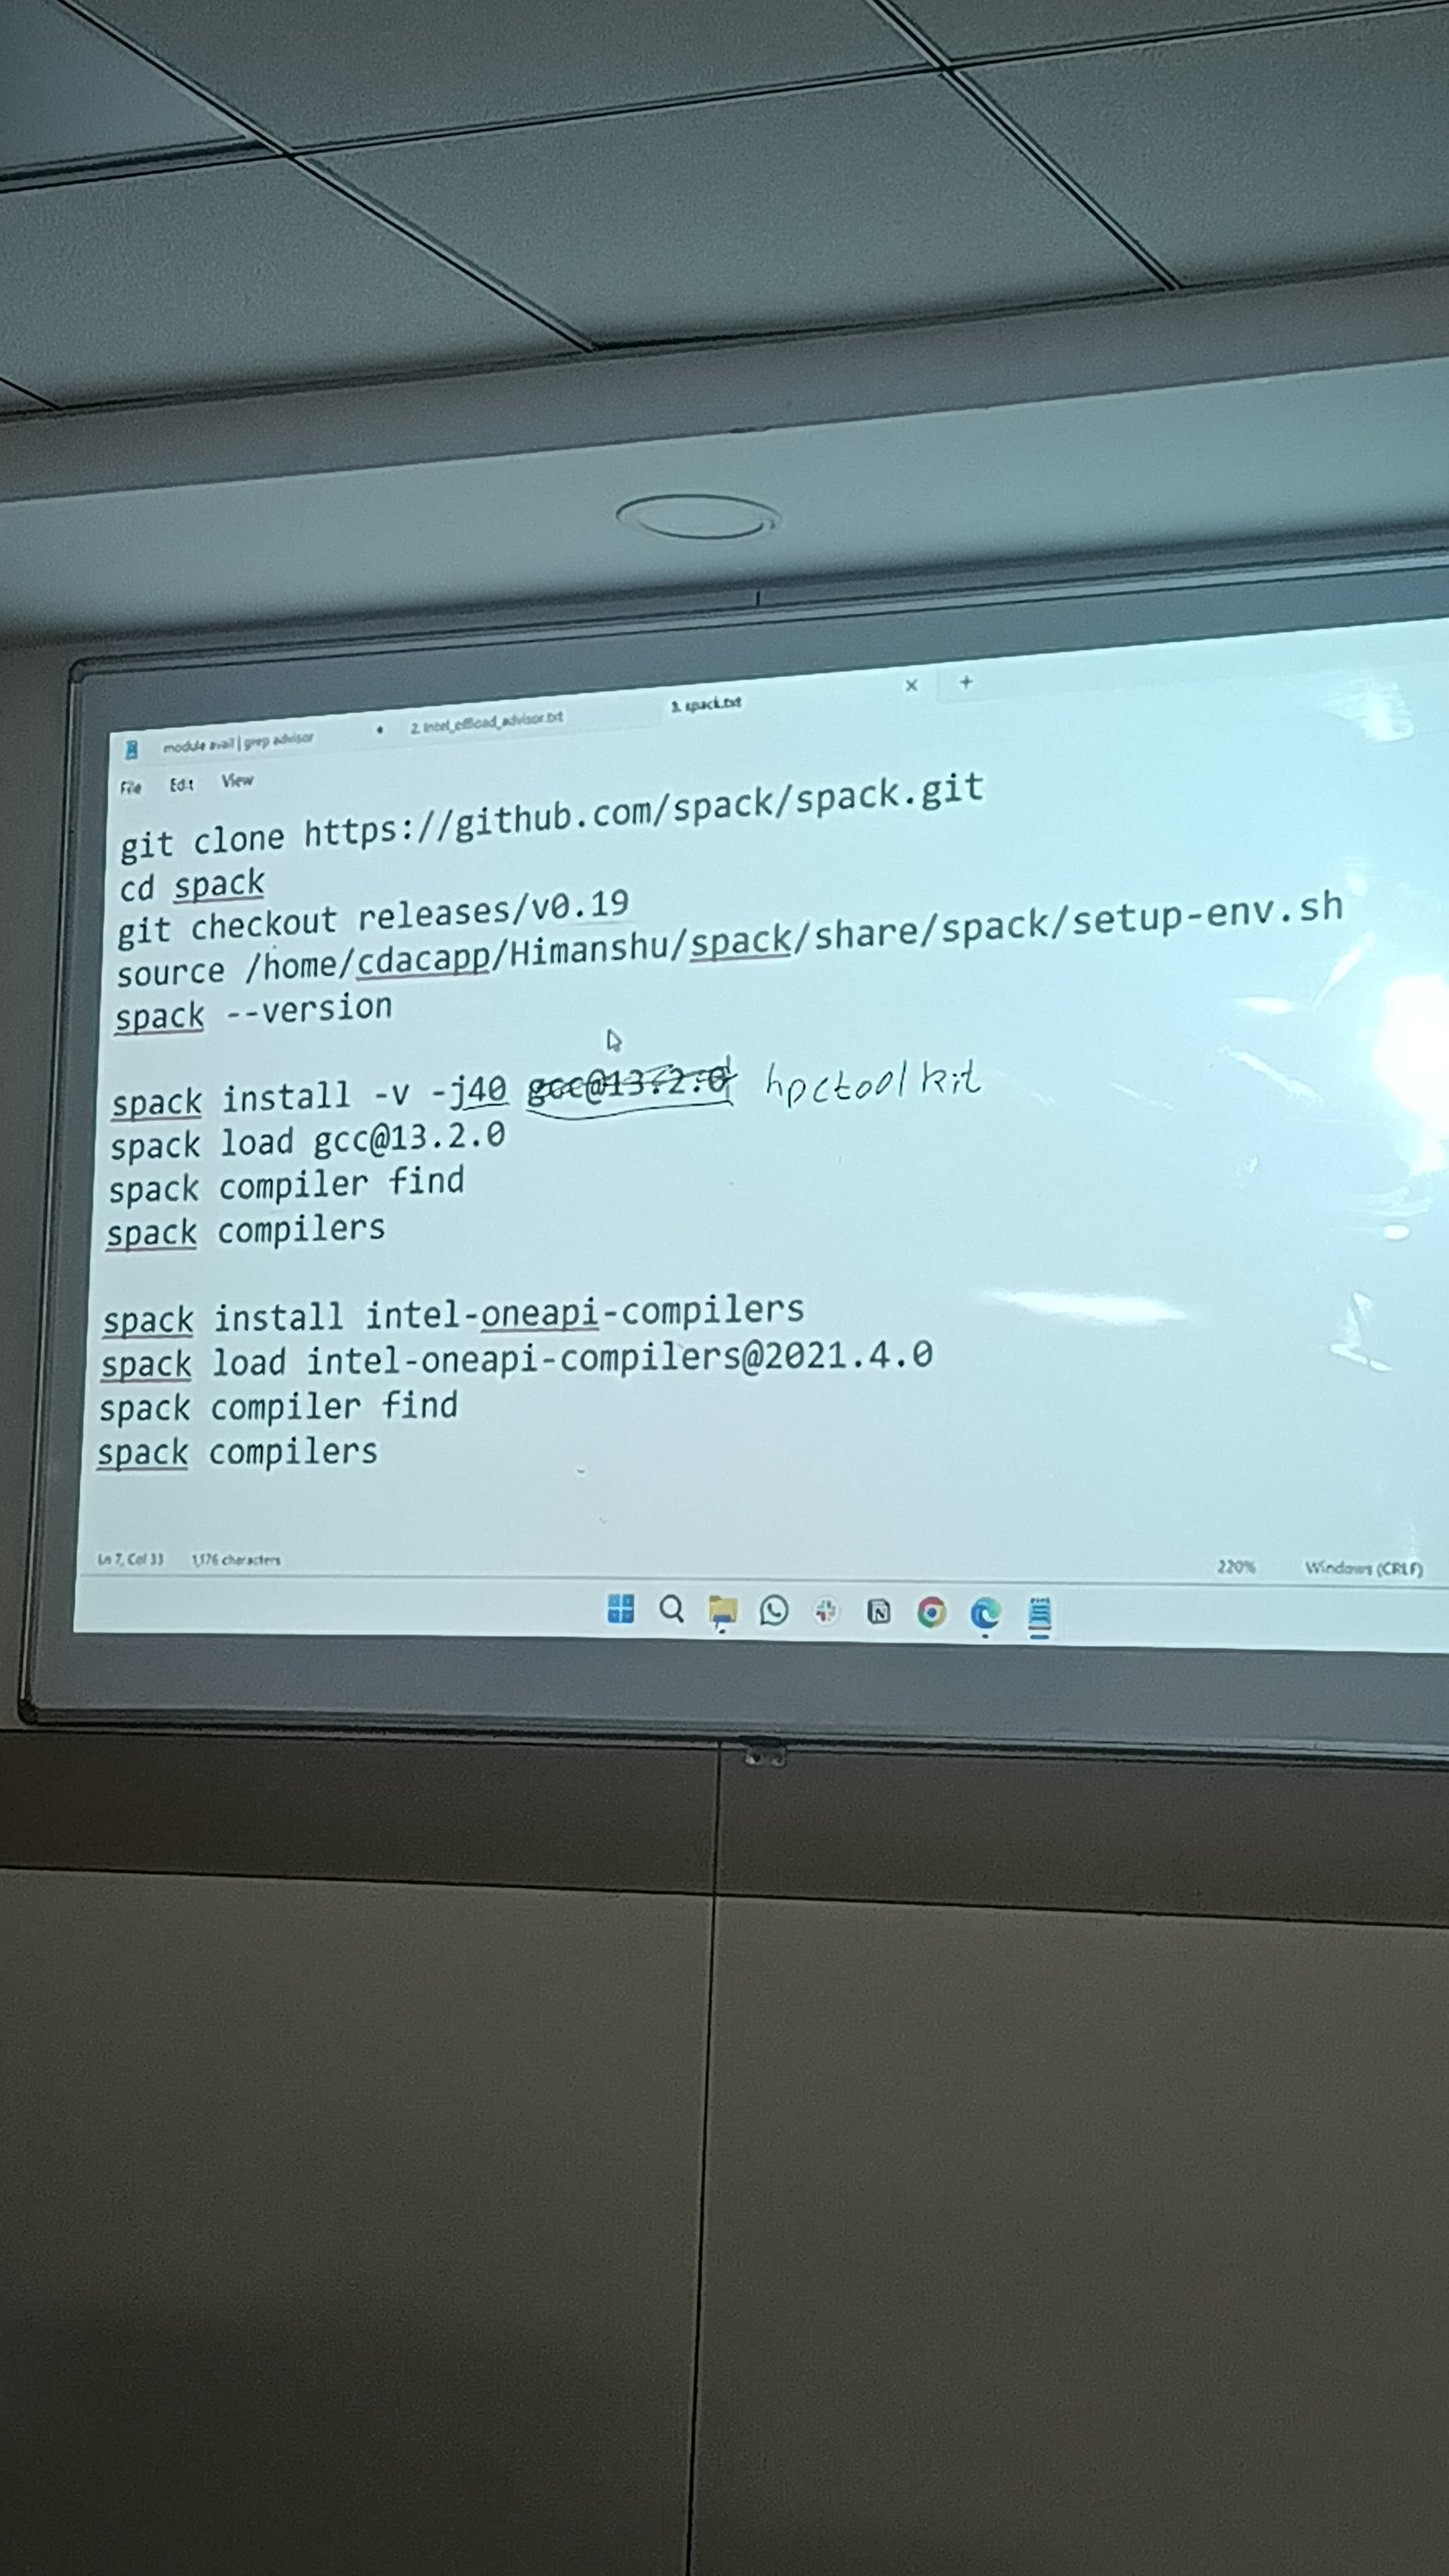 module avail | grep advisor
2. Intel_offload_advisor.txt
3. spack.txt
File Edit View
git clone https://github.com/spack/spack.git
cd spack
git checkout releases/v0.19
source /home/cdacapp/Himanshu/spack/share/spack/setup-env.sh
spack --version
spack install -v -j40 gcc@13.2.0 hpctoolkit
spack load gcc@13.2.0
spack compiler find
spack compilers
spack install intel-oneapi-compilers
spack load intel-oneapi-compilers@2021.4.0
spack compiler find
spack compilers
Ln 7, Col 33 1,176 characters 220% Windows (CRLF)